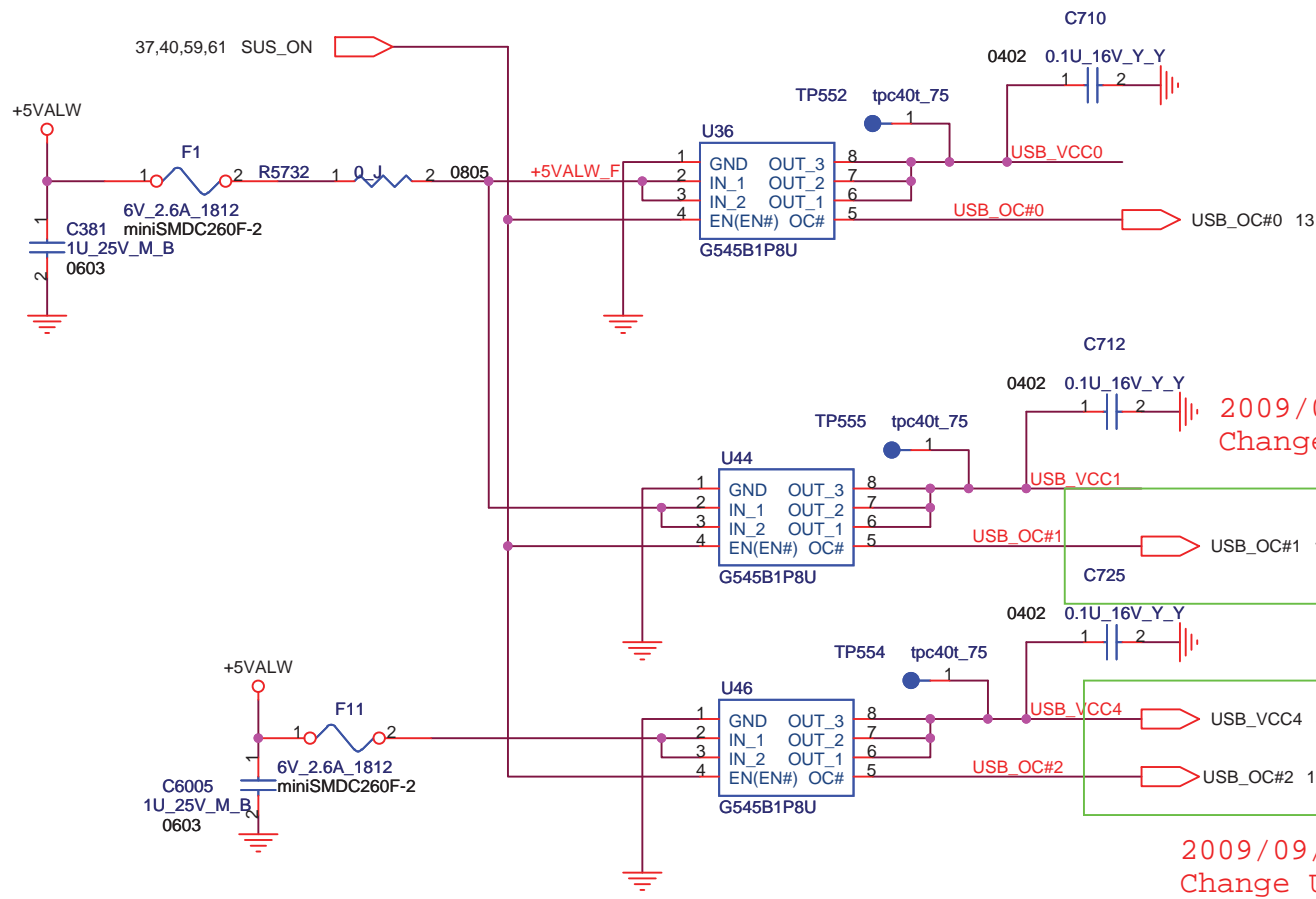 C710
37,40,59,61 SUS_ON
0402 0.1U_16V_Y_Y
1 2
TP552 tpc40t_75
1
+5VALW
U36
F1
1 2 R5732 1 0_J 2 0805 +5VALW_F
1 GND OUT_3 8 USB_VCC0
2 IN_1 OUT_2 7
3 IN_2 OUT_1 6
4 EN(EN#) OC# 5 USB_OC#0 USB_OC#0 13
G545B1P8U
6V_2.6A_1812
miniSMDC260F-2
1
C381
1U_25V_M_B
0603
2
C712
0402 0.1U_16V_Y_Y
1 2
2009/0
Change
TP555 tpc40t_75
1
U44
1 GND OUT_3 8 USB_VCC1
2 IN_1 OUT_2 7
3 IN_2 OUT_1 6
4 EN(EN#) OC# 5 USB_OC#1 USB_OC#1
G545B1P8U
C725
0402 0.1U_16V_Y_Y
1 2
TP554 tpc40t_75
1
+5VALW
U46
F11
1 2
1 GND OUT_3 8 USB_VCC4 USB_VCC4
2 IN_1 OUT_2 7
3 IN_2 OUT_1 6
4 EN(EN#) OC# 5 USB_OC#2 USB_OC#2 1
G545B1P8U
6V_2.6A_1812
miniSMDC260F-2
1
C6005
1U_25V_M_B
0603
2
2009/09/
Change U